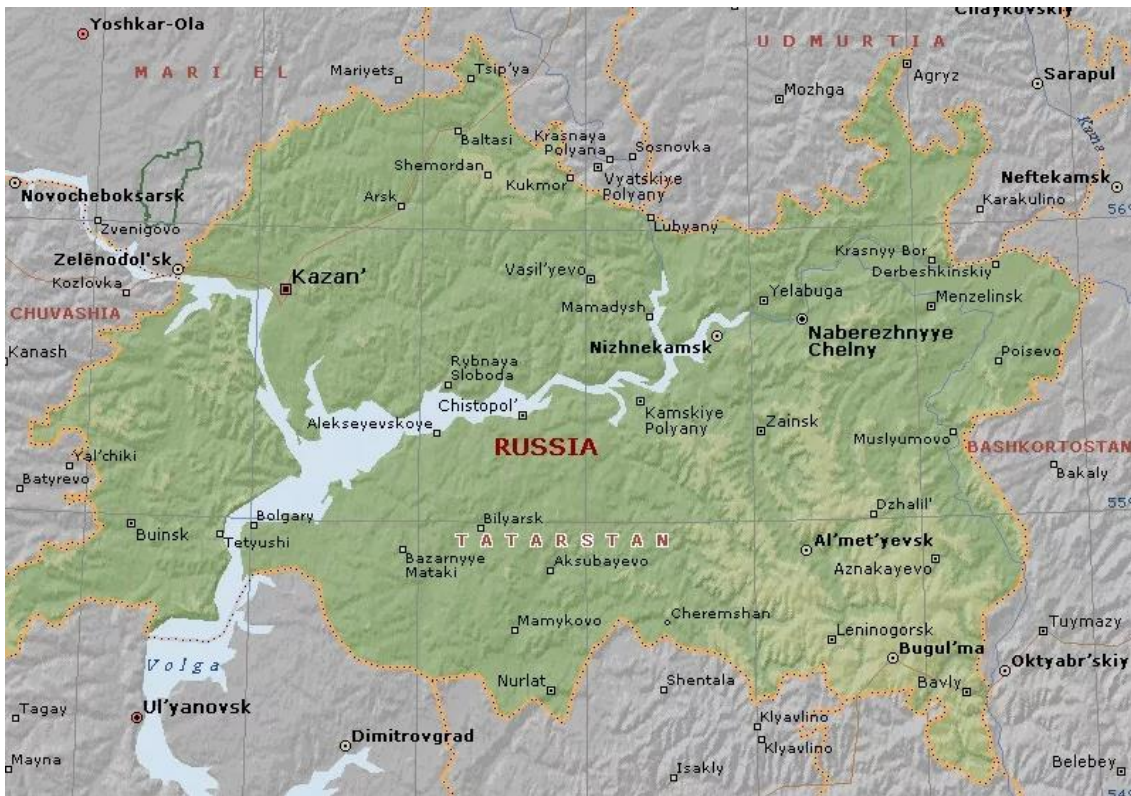 Chaykovskiy
Yoshkar-Ola
UDMURTIA
MARI EL
Mariyets
Tsip'ya
Agryz
Sarapul
Mozhga
Kama
Baltasi
Krasnaya
Polyana
Sosnovka
Shemordan
Kukmor
Vyatskiye
Polyany
Neftekamsk
Novocheboksarsk
Arsk
Karakulino
56°
Zvenigovo
Lubyany
Zelënodol'sk
Krasnyy Bor
Derbeshkinskiy
Kazan'
Vasil'yevo
Kozlovka
Yelabuga
Menzelinsk
CHUVASHIA
Mamadysh
Naberezhnyye
Chelny
Nizhnekamsk
Kanash
Rybnaya
Sloboda
Poisevo
Chistopol'
Kamskiye
Polyany
Alekseyevskoye
Zaïnsk
Muslyumovo
RUSSIA
BASHKORTOSTAN
Yal'chiki
Bakaly
Batyrevo
55°
Dzhalil'
Bolgary
Bilyarsk
Buinsk
Tetyushi
TATARSTAN
Al'met'yevsk
Bazarnyye
Mataki
Aksubayevo
Aznakayevo
Cheremshan
Mamykovo
Leninogorsk
Tuymazy
Bugul'ma
Volga
Oktyabr'skiy
Nurlat
Shentala
Bavly
Tagay
Ul'yanovsk
Klyavlino
Dimitrovgrad
Klyavlino
Mayna
Isakly
Belebey
54°